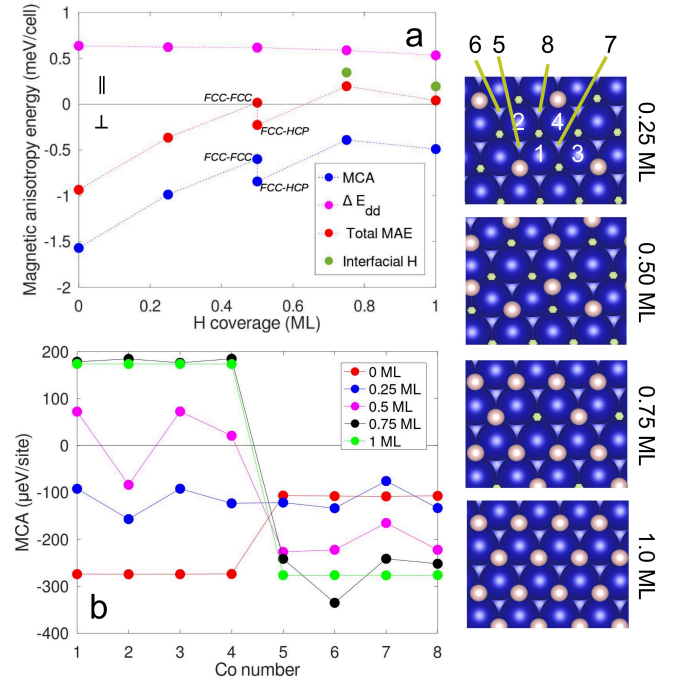 a
Magnetic anisotropy energy (meV/cell)
1
0.5
0
-0.5
-1
-1.5
-2
∥
⊥
FCC-FCC
FCC-HCP
FCC-FCC
FCC-HCP
MCA
Δ E_dd
Total MAE
Interfacial H
0
0.2
0.4
0.6
0.8
1
H coverage (ML)
b
MCA (µeV/site)
200
100
0
-100
-200
-300
-400
0 ML
0.25 ML
0.5 ML
0.75 ML
1 ML
1
2
3
4
5
6
7
8
Co number
6 5 8 7
2 4
1 3
0.25 ML
0.50 ML
0.75 ML
1.0 ML